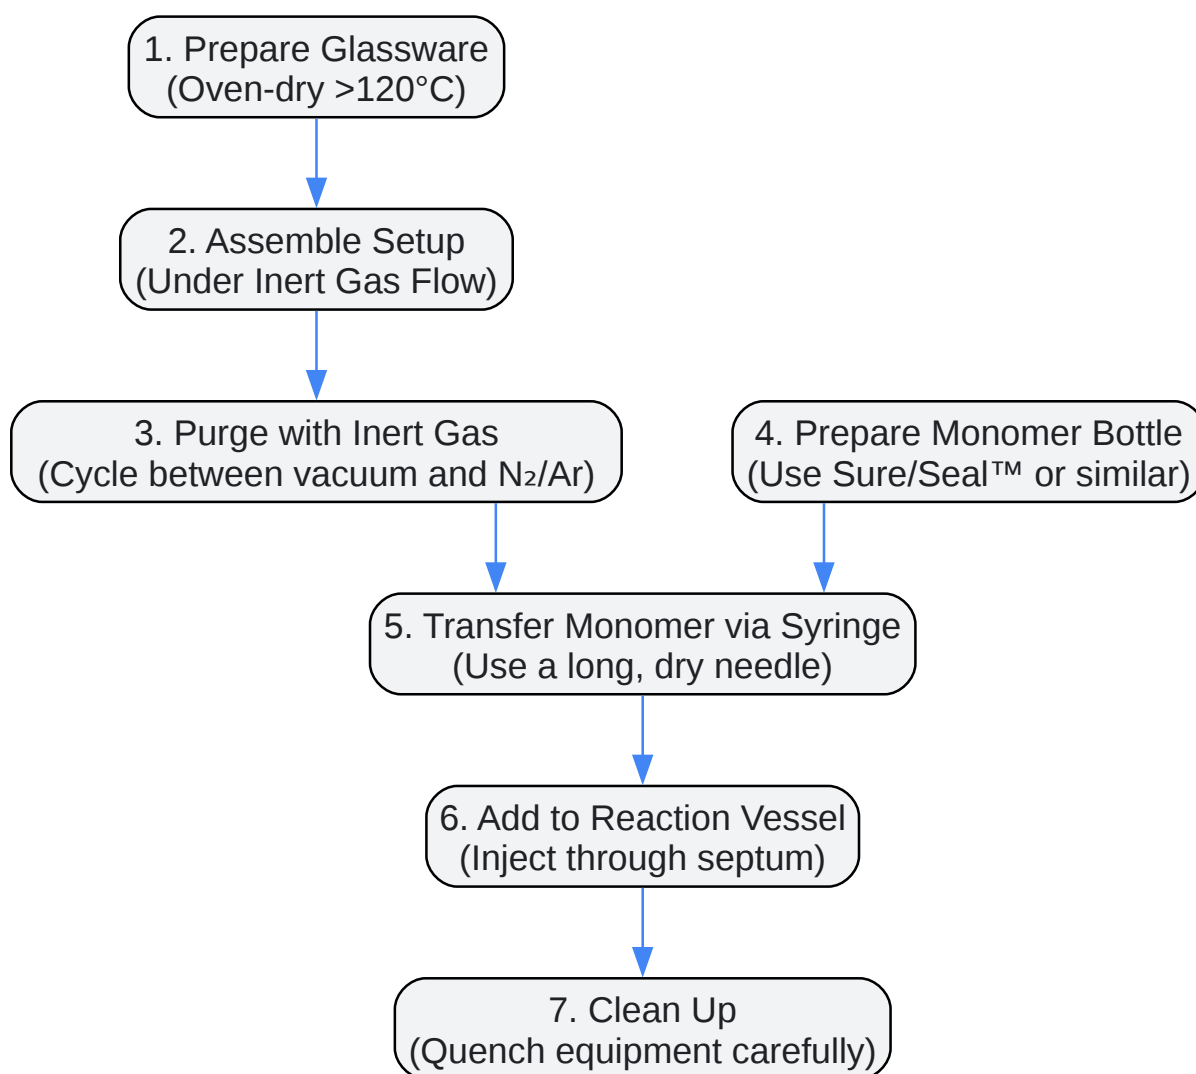 1. Prepare Glassware
(Oven-dry >120°C)
2. Assemble Setup
(Under Inert Gas Flow)
3. Purge with Inert Gas
(Cycle between vacuum and N₂/Ar)
4. Prepare Monomer Bottle
(Use Sure/Seal™ or similar)
5. Transfer Monomer via Syringe
(Use a long, dry needle)
6. Add to Reaction Vessel
(Inject through septum)
7. Clean Up
(Quench equipment carefully)